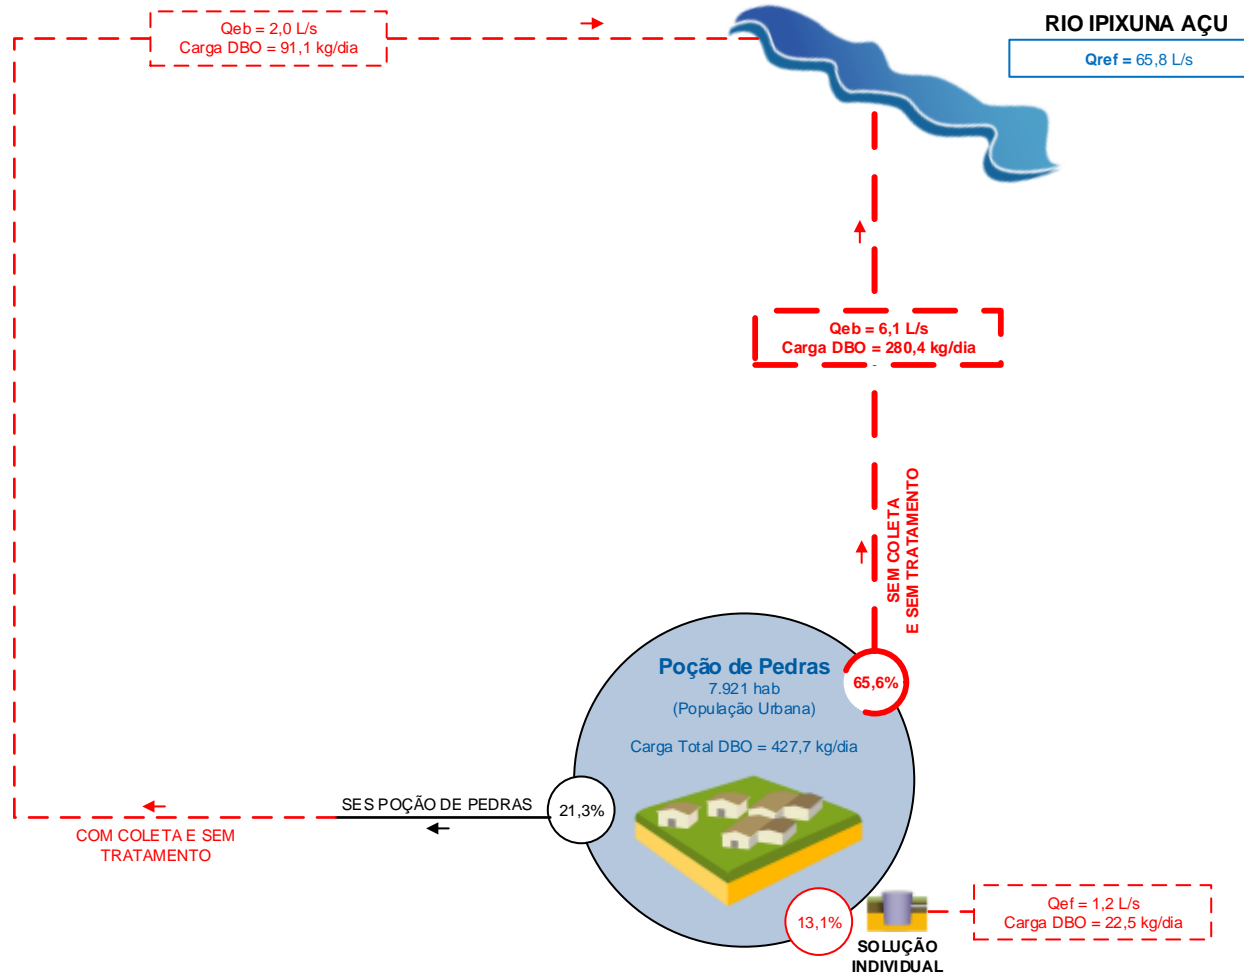 Qeb = 2,0 L/s
Carga DBO = 91,1 kg/dia
RIO IPIXUNA AÇU
Qref = 65,8 L/s
Qeb = 6,1 L/s
Carga DBO = 280,4 kg/dia
SEM COLETA
E SEM TRATAMENTO
Poção de Pedras
7.921 hab
(População Urbana)
65,6%
Carga Total DBO = 427,7 kg/dia
SES POÇÃO DE PEDRAS
21,3%
COM COLETA E SEM
TRATAMENTO
13,1%
SOLUÇÃO
INDIVIDUAL
Qef = 1,2 L/s
Carga DBO = 22,5 kg/dia